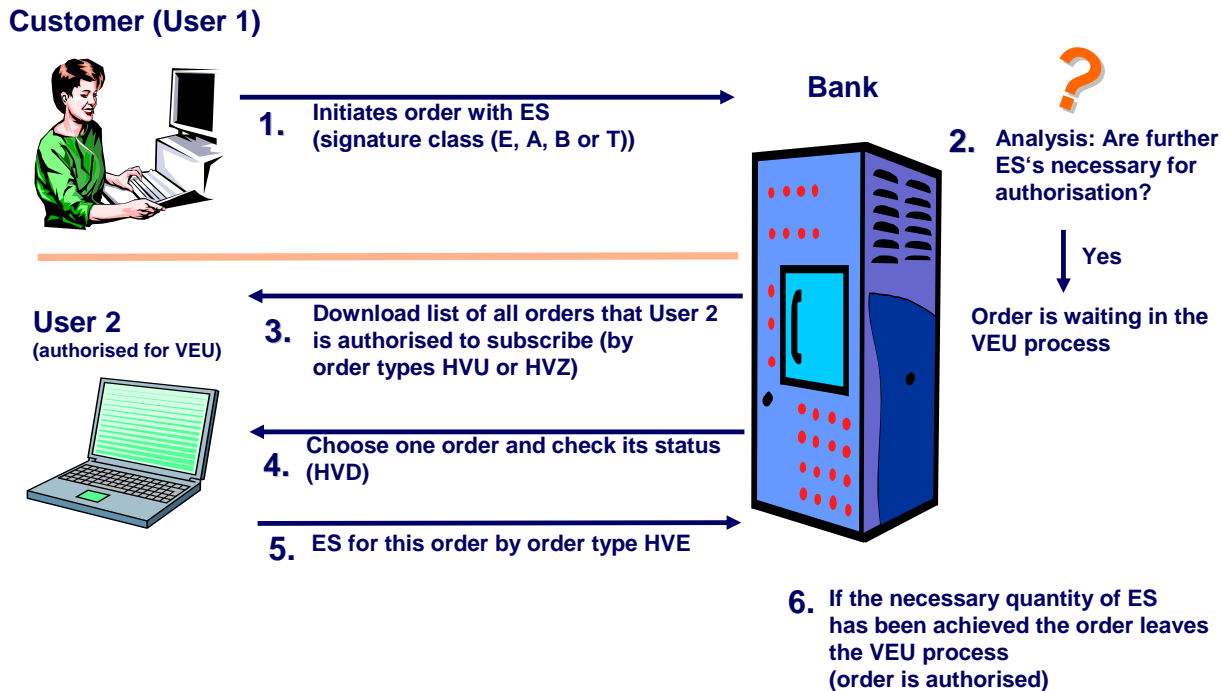 Customer (User 1)
Bank
1. Initiates order with ES
(signature class (E, A, B or T))
2. Analysis: Are further
ES‘s necessary for
authorisation?
Yes
Order is waiting in the
VEU process
User 2
(authorised for VEU)
3. Download list of all orders that User 2
is authorised to subscribe (by
order types HVU or HVZ)
4. Choose one order and check its status
(HVD)
5. ES for this order by order type HVE
6. If the necessary quantity of ES
has been achieved the order leaves
the VEU process
(order is authorised)